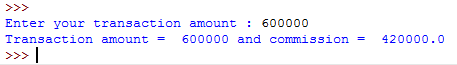 >>>
Enter your transaction amount : 600000
Transaction amount =  600000 and commission =  420000.0
>>>